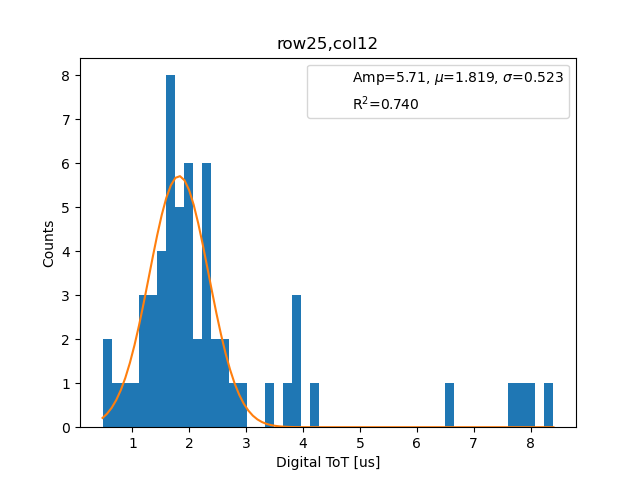 row25,col12
Amp=5.71, μ=1.819, σ=0.523
R²=0.740
8
7
6
5
4
3
2
1
0
Counts
1 2 3 4 5 6 7 8
Digital ToT [us]